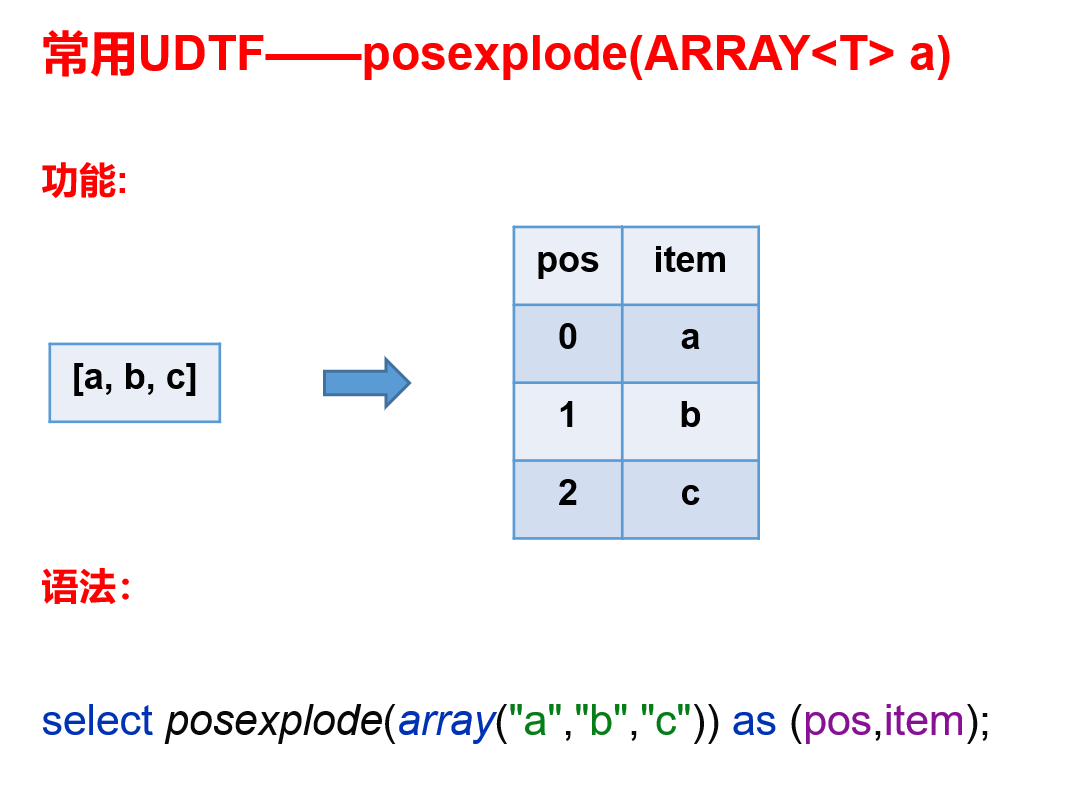 常用UDTF——posexplode(ARRAY<T> a)
功能:
pos item
0 a
[a, b, c]
1 b
2 c
语法：
select posexplode(array("a","b","c")) as (pos,item);